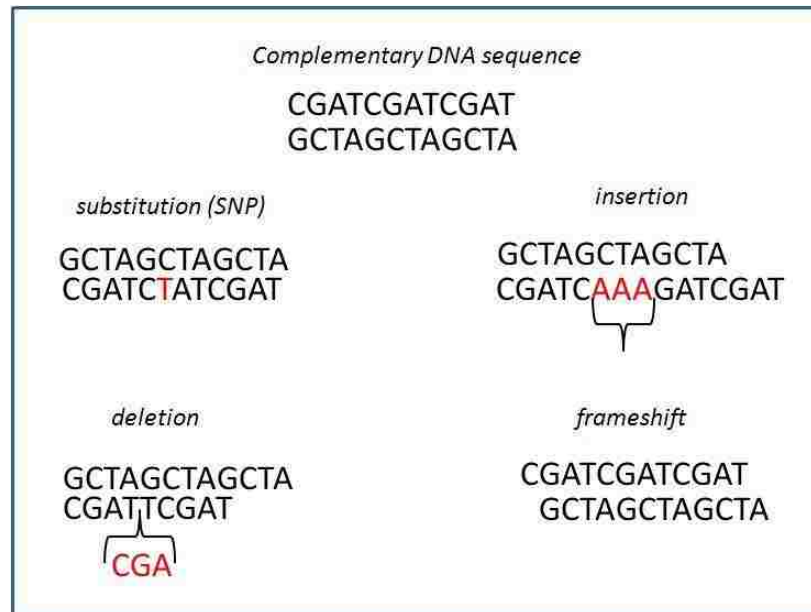 Complementary DNA sequence
CGATCGATCGAT
GCTAGCTAGCTA
substitution (SNP)
GCTAGCTAGCTA
CGATCTATCGAT
insertion
GCTAGCTAGCTA
CGATCAAAGATCGAT
deletion
GCTAGCTAGCTA
CGATTCGAT
CGA
frameshift
CGATCGATCGAT
GCTAGCTAGCTA